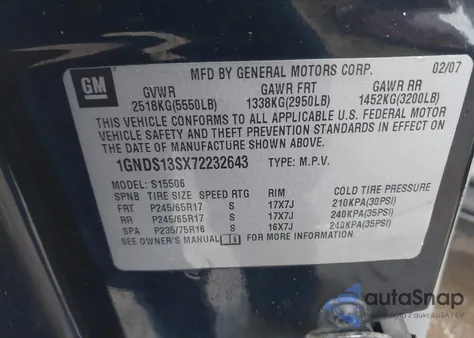 GM
MFD BY GENERAL MOTORS CORP. 02/07
GVWR GAWR FRT GAWR RR
2518KG(5550LB) 1338KG(2950LB) 1452KG(3200LB)
THIS VEHICLE CONFORMS TO ALL APPLICABLE U.S. FEDERAL MOTOR
VEHICLE SAFETY AND THEFT PREVENTION STANDARDS IN EFFECT ON
THE DATE OF MANUFACTURE SHOWN ABOVE.
1GNDS13SX72232643 TYPE: M.P.V.
MODEL: S15506
SPNB TIRE SIZE SPEED RTG RIM COLD TIRE PRESSURE
FRT P245/65R17 S 17X7J 210KPA(30PSI)
RR P245/65R17 S 17X7J 240KPA(35PSI)
SPA P235/75R16 S 16X7J 240KPA(35PSI)
SEE OWNER'S MANUAL FOR MORE INFORMATION.
autoSnap